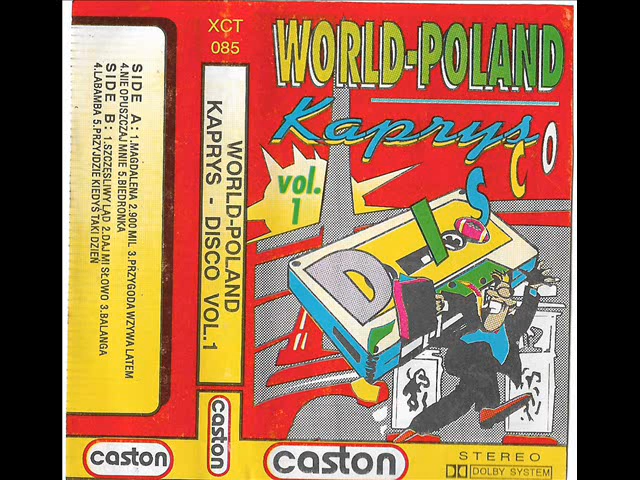 SIDE A: 1.MAGDALENA 2.900 MIL 3.PRZYGODA WZYWA LATEM
4.NIE OPUSZCZAJ MNIE 5.BIEDRONKA
SIDE B: 1.SZCZĘSLIWY LĄD 2.DAJ MI SŁOWO 3.BALANGA
4.LABAMBA 5.PRZYJDZIE KIEDYŚ TAKI DZIEŃ
caston
XCT
085
WORLD-POLAND
KAPRYS - DISCO VOL.1
caston
WORLD-POLAND
Kaprys
vol.
1
DISCO
caston
STEREO
DOLBY SYSTEM